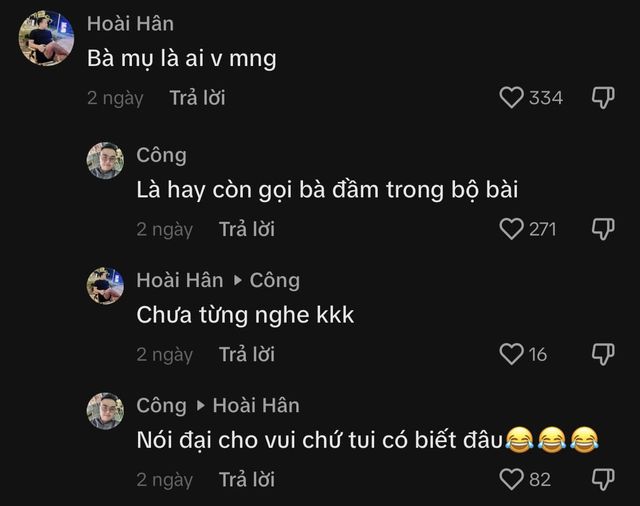 Hoài Hân
Bà mụ là ai v mng
2 ngày Trả lời 334
Công
Là hay còn gọi bà đầm trong bộ bài
2 ngày Trả lời 271
Hoài Hân ▸ Công
Chưa từng nghe kkk
2 ngày Trả lời 16
Công ▸ Hoài Hân
Nói đại cho vui chứ tui có biết đâu😂😂😂
2 ngày Trả lời 82